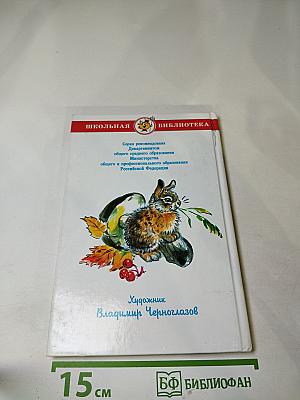 ШКОЛЬНАЯ БИБЛИОТЕКА
Серия рекомендована
Департаментом
общего среднего образования
Министерства
общего и профессионального образования
Российской Федерации
Художник
Владимир Черноглазов
15 см БФ БИБЛИОФАН